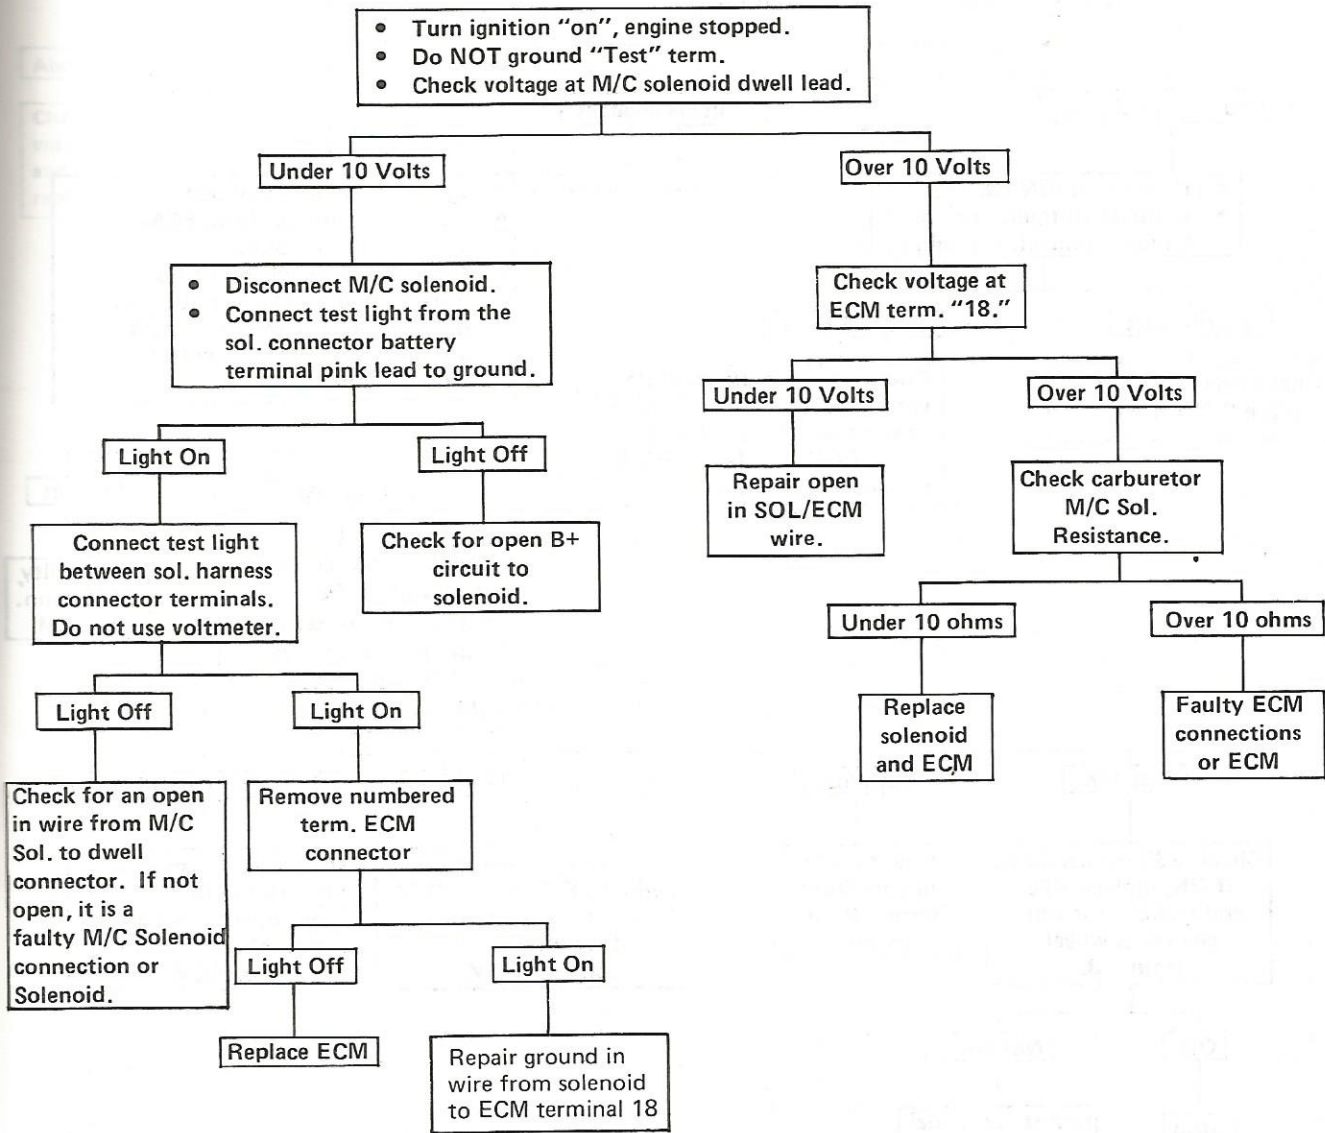 • Turn ignition “on”, engine stopped.
• Do NOT ground “Test” term.
• Check voltage at M/C solenoid dwell lead.
Under 10 Volts
Over 10 Volts
• Disconnect M/C solenoid.
• Connect test light from the
sol. connector battery
terminal pink lead to ground.
Check voltage at
ECM term. “18.”
Under 10 Volts
Over 10 Volts
Light On
Light Off
Repair open
in SOL/ECM
wire.
Check carburetor
M/C Sol.
Resistance.
Connect test light
between sol. harness
connector terminals.
Do not use voltmeter.
Check for open B+
circuit to
solenoid.
Under 10 ohms
Over 10 ohms
Light Off
Light On
Replace
solenoid
and ECM
Faulty ECM
connections
or ECM
Check for an open
in wire from M/C
Sol. to dwell
connector. If not
open, it is a
faulty M/C Solenoid
connection or
Solenoid.
Remove numbered
term. ECM
connector
Light Off
Light On
Replace ECM
Repair ground in
wire from solenoid
to ECM terminal 18